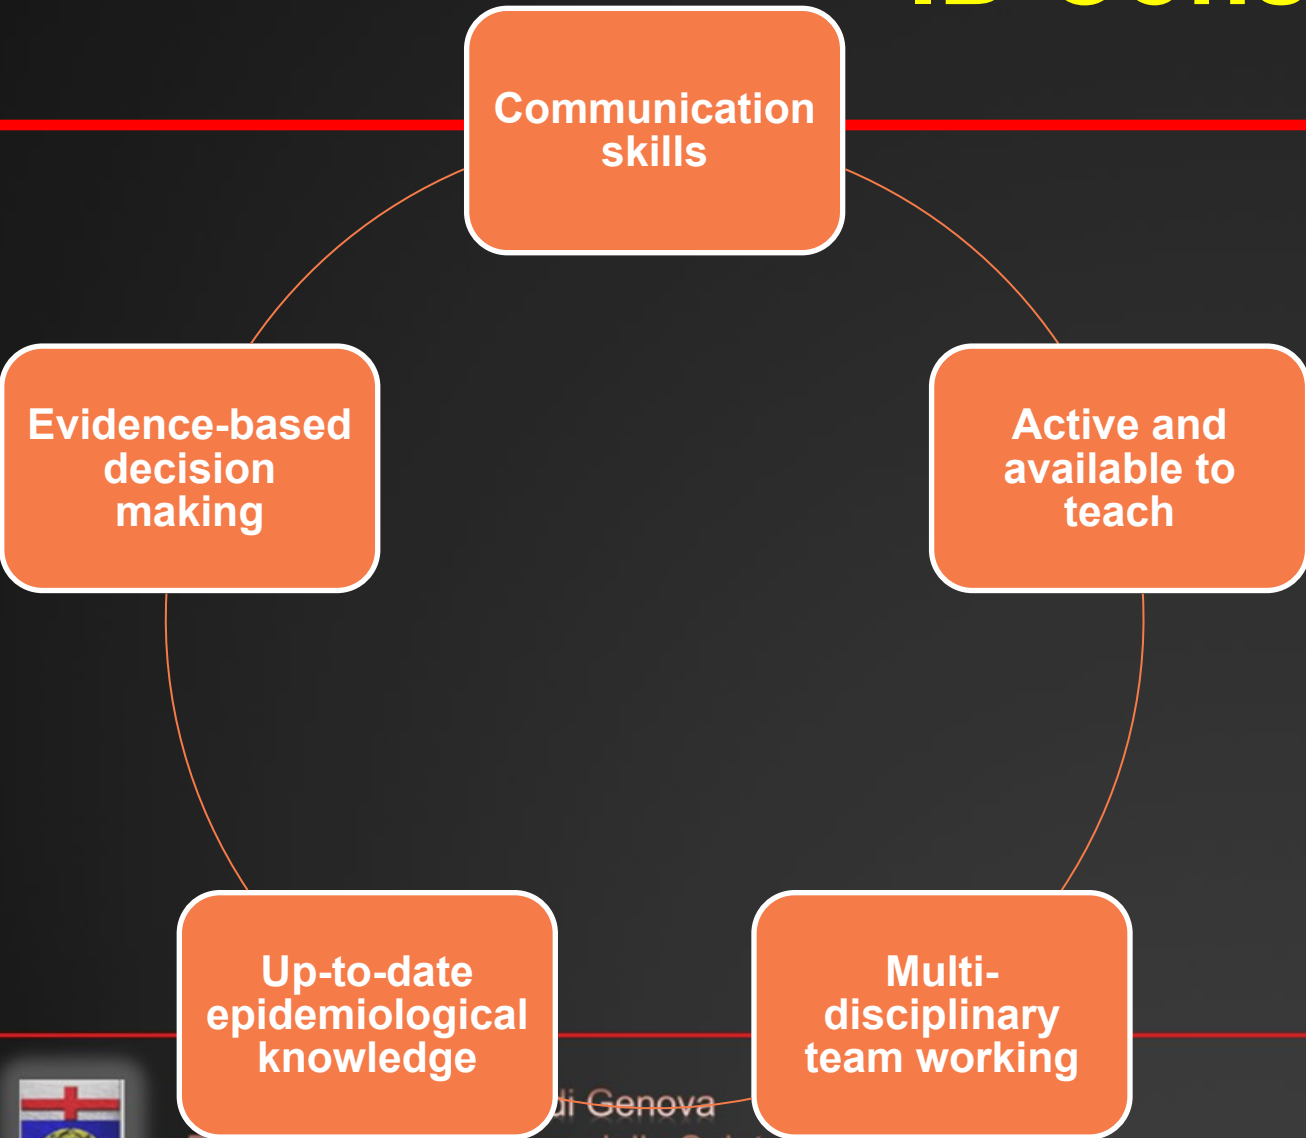 Communication
skills
Evidence-based
decision
making
Active and
available to
teach
Up-to-date
epidemiological
knowledge
Multi-
disciplinary
team working
di Genova